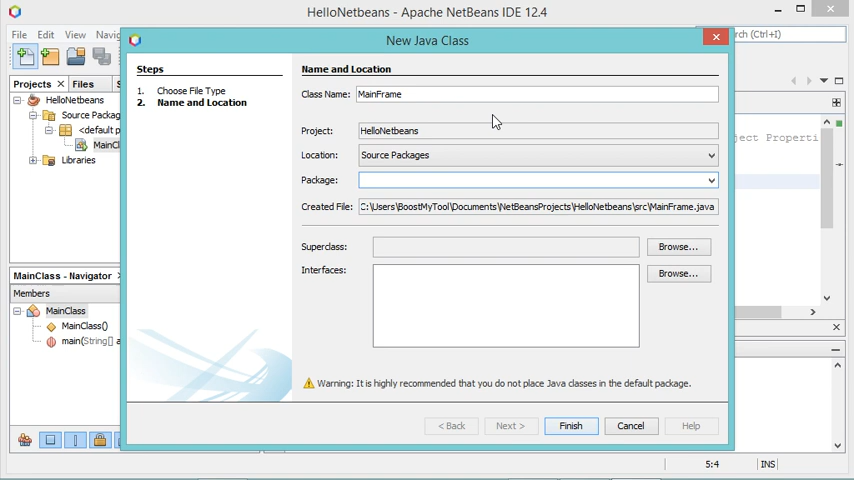 HelloNetbeans - Apache NetBeans IDE 12.4
File Edit View
(Ctrl+I)
New Java Class
Projects
Files
HelloNetbeans
Source
<default
Libraries
Steps
1. Choose File Type
2. Name and Location
Name and Location
Class Name: MainFrame
Project: HelloNetbeans
Location: Source Packages
Package:
Created File: C:\Users\BoostMyTool\Documents\NetBeansProjects\HelloNetbeans\src\MainFrame.java
Superclass:
Browse...
Interfaces:
Browse...
Warning: It is highly recommended that you do not place Java classes in the default package.
< Back
Next >
Finish
Cancel
Help
MainClass - Navigator
Members
MainClass
MainClass()
main(String[]
5:4
INS